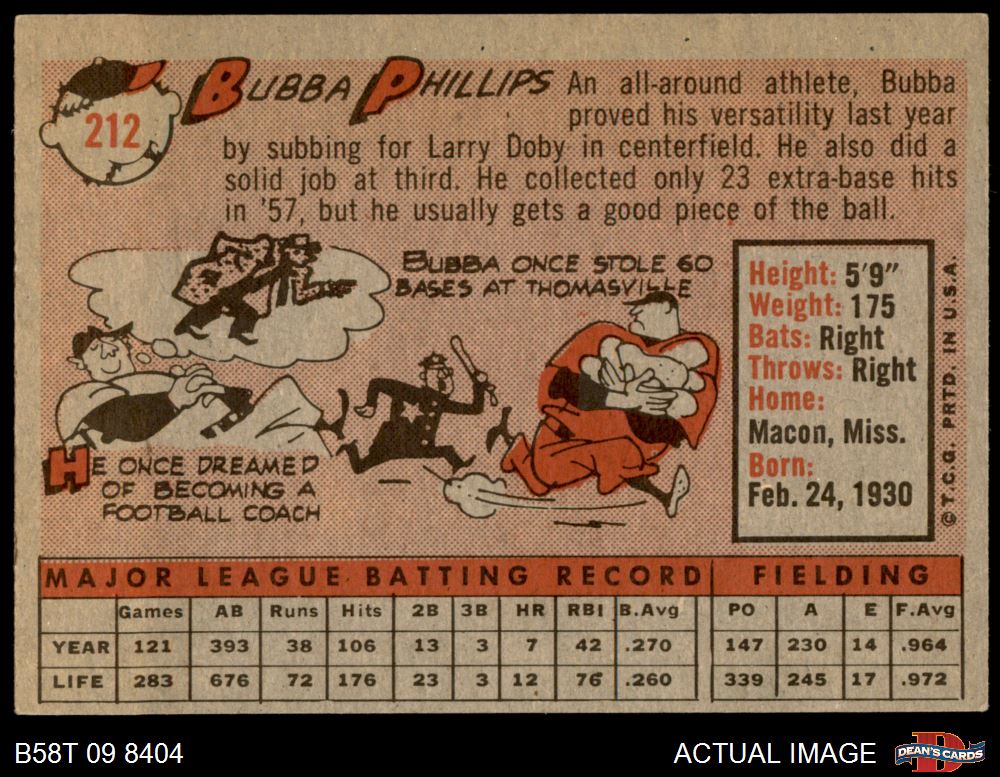 212
BUBBA PHILLIPS
An all-around athlete, Bubba
proved his versatility last year
by subbing for Larry Doby in centerfield. He also did a
solid job at third. He collected only 23 extra-base hits
in '57, but he usually gets a good piece of the ball.
BUBBA ONCE STOLE 60
BASES AT THOMASVILLE
HE ONCE DREAMED
OF BECOMING A
FOOTBALL COACH
Height: 5'9"
Weight: 175
Bats: Right
Throws: Right
Home:
Macon, Miss.
Born:
Feb. 24, 1930
© T.C.G. PRTD. IN U.S.A.
MAJOR LEAGUE BATTING RECORD FIELDING
Games AB Runs Hits 2B 3B HR RBI B.Avg PO A E F.Avg
YEAR 121 393 38 106 13 3 7 42 .270 147 230 14 .964
LIFE 283 676 72 176 23 3 12 76 .260 339 245 17 .972
B58T 09 8404
ACTUAL IMAGE
D
DEAN'S CARDS